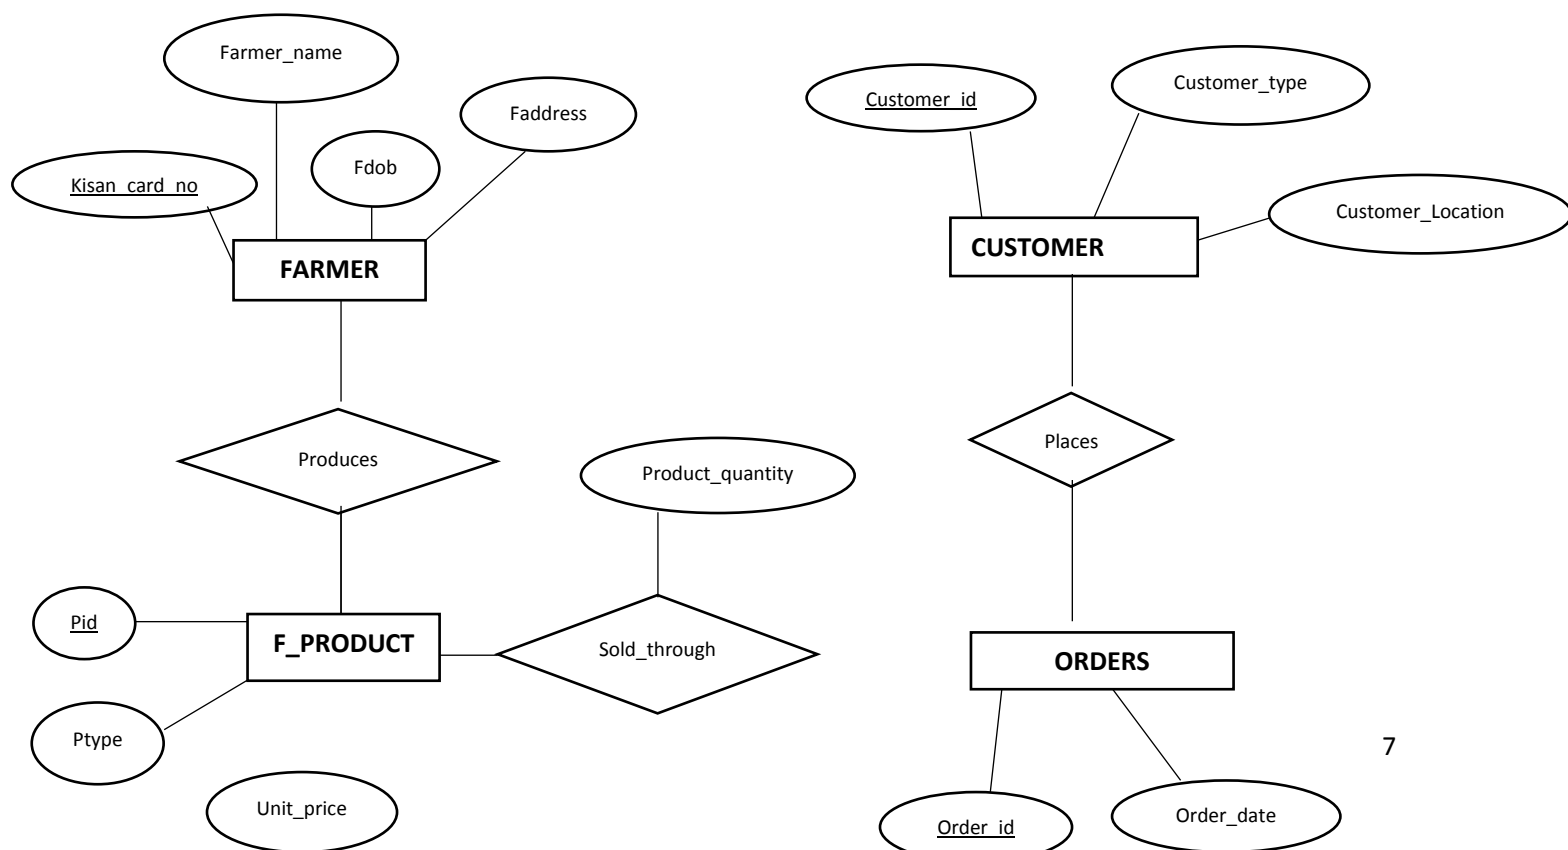 Farmer_name
Customer_type
Customer_id
Faddress
Fdob
Kisan_card_no
Customer_Location
FARMER
CUSTOMER
Places
Produces
Product_quantity
Pid
F_PRODUCT
Sold_through
ORDERS
Ptype
7
Unit_price
Order_id
Order_date